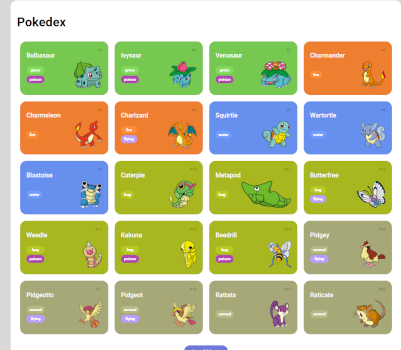 Pokedex
Bulbasaur
grass
poison
Ivysaur
grass
poison
Venusaur
grass
poison
Charmander
fire
Charmeleon
fire
Charizard
fire
flying
Squirtle
water
Wartortle
water
Blastoise
water
Caterpie
bug
Metapod
bug
Butterfree
bug
flying
Weedle
bug
poison
Kakuna
bug
poison
Beedrill
bug
poison
Pidgey
normal
flying
Pidgeotto
normal
flying
Pidgeot
normal
flying
Rattata
normal
Raticate
normal